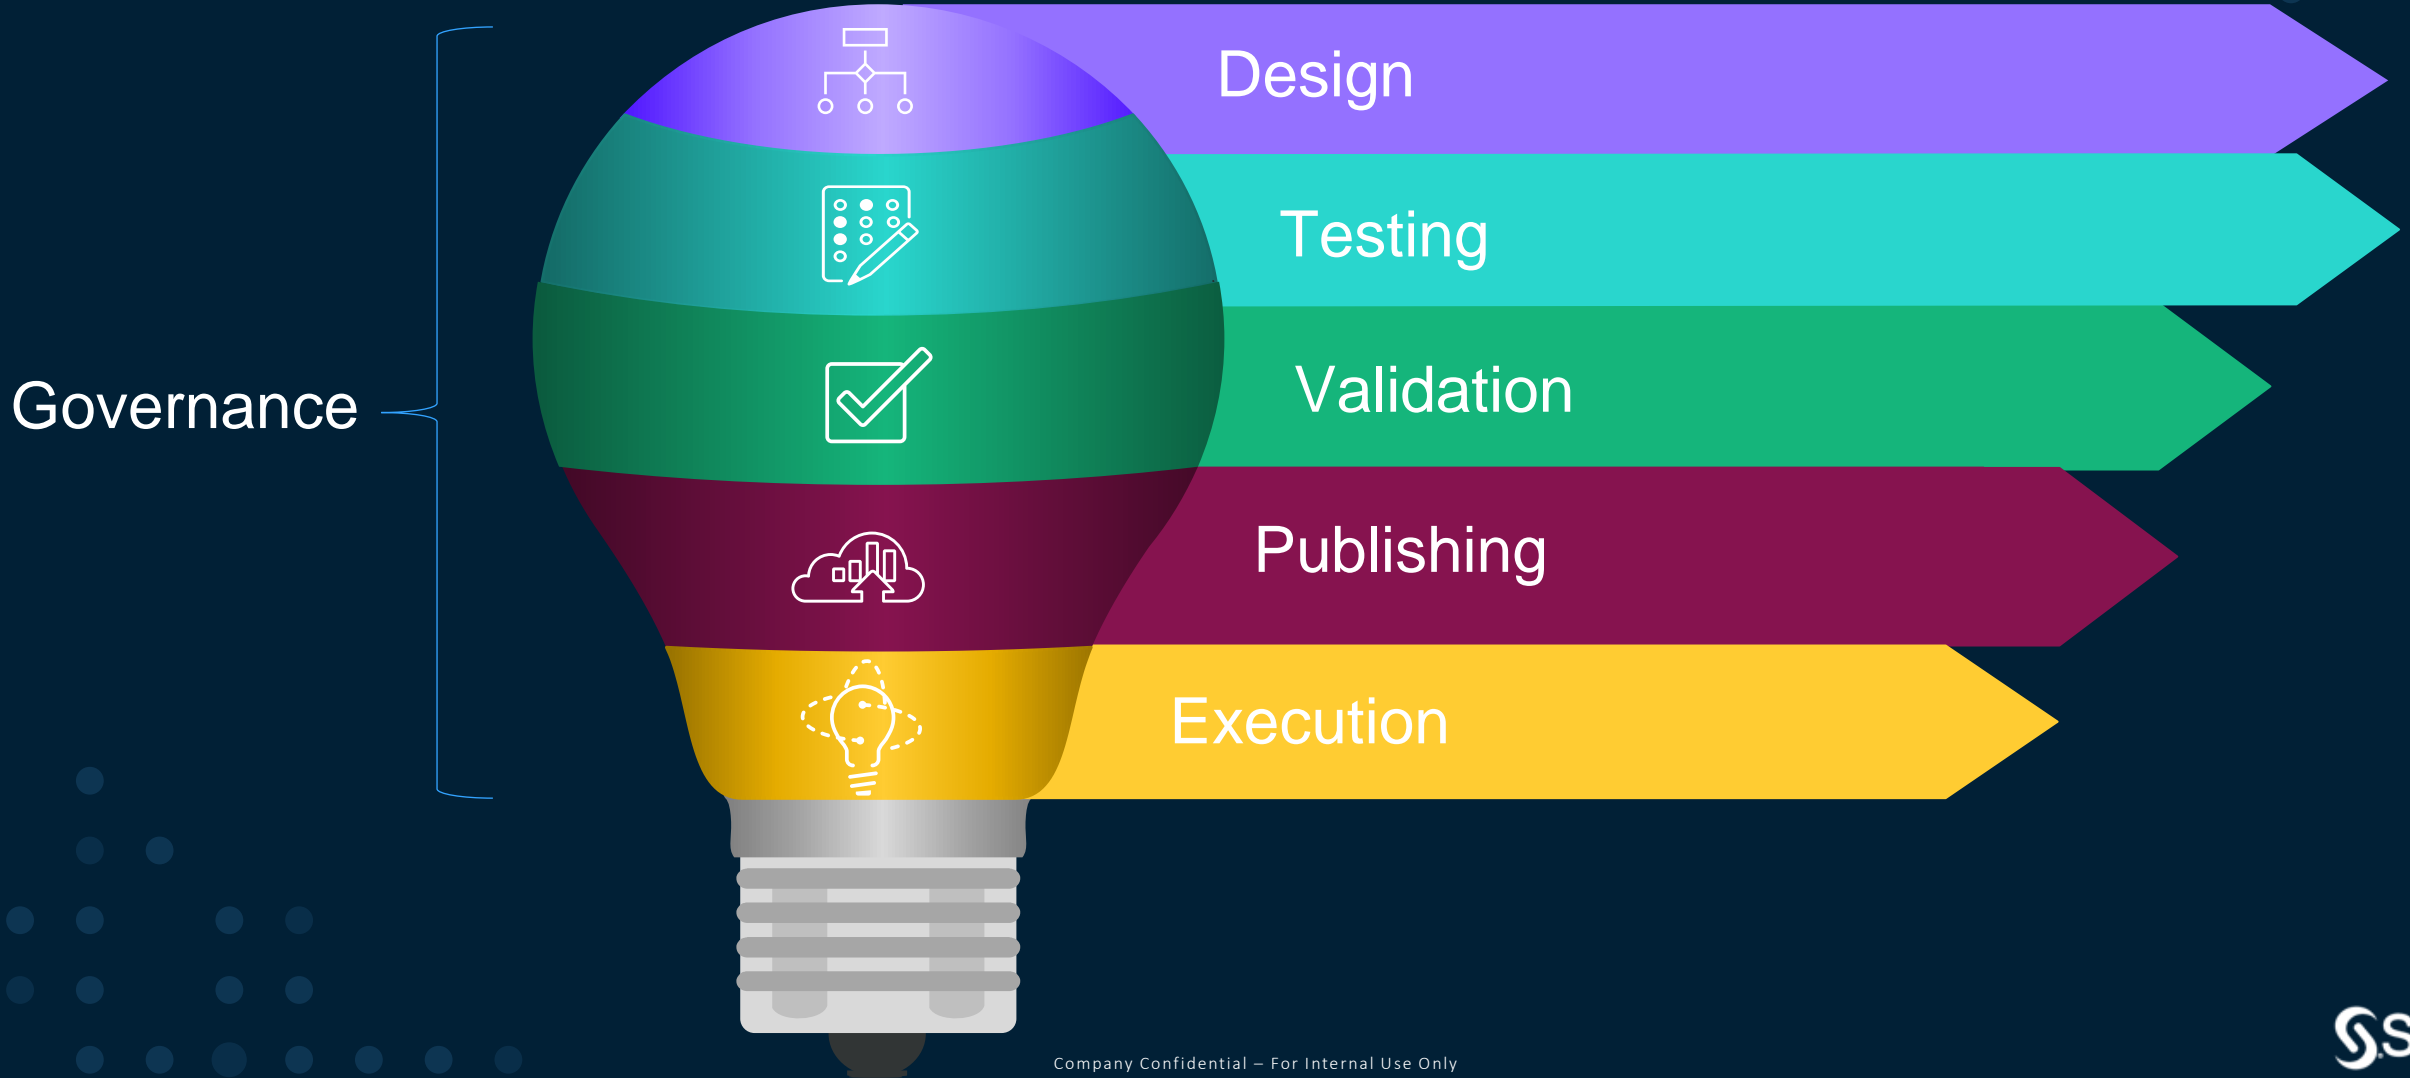 Design
Testing
Validation
Governance
Publishing
Execution
Company Confidential – For Internal Use Only